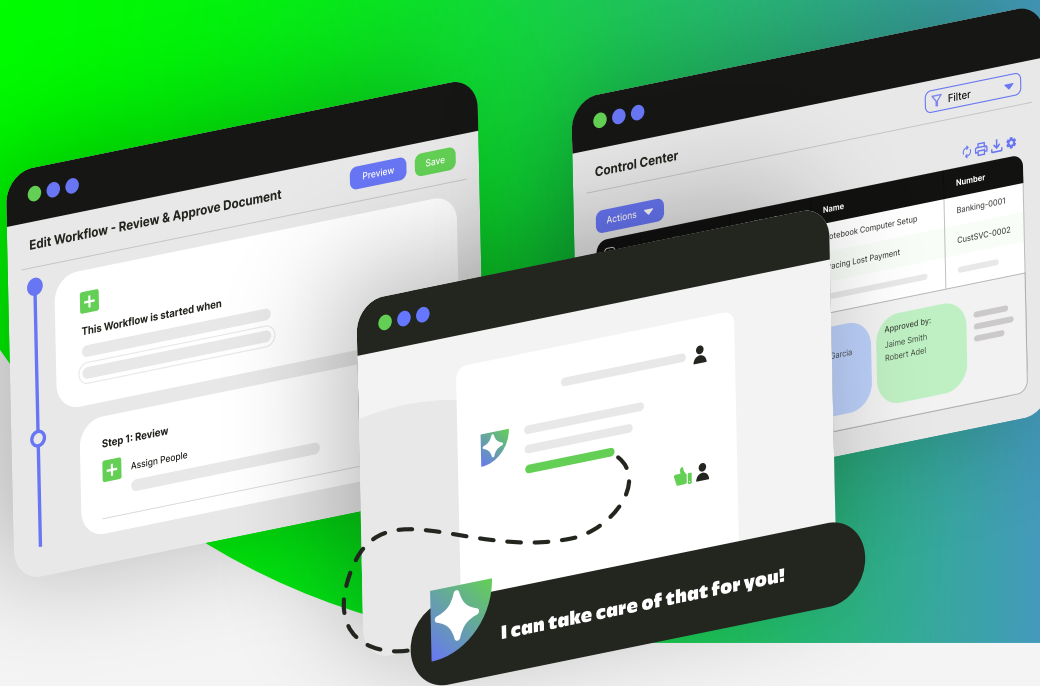 Edit Workflow - Review & Approve Document
Preview
Save
This Workflow is started when
Step 1: Review
Assign People
Control Center
Filter
Actions
Name
Number
Computer Setup
Banking-0001
Lost Payment
CustSVC-0002
Garcia
Approved by:
Jaime Smith
Robert Adel
I can take care of that for you!